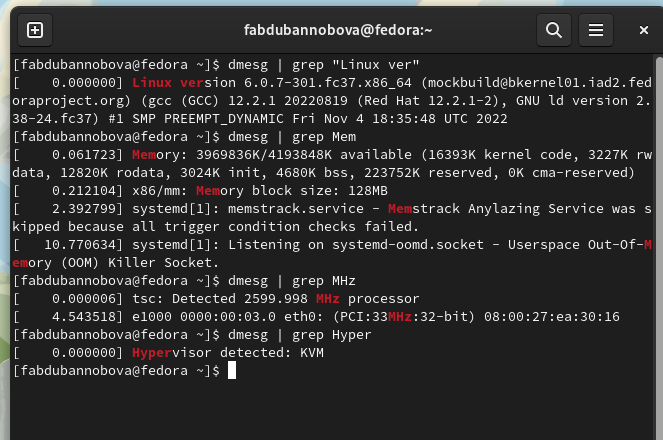 fabdubannobova@fedora:~
[fabdubannobova@fedora ~]$ dmesg | grep "Linux ver"
[    0.000000] Linux version 6.0.7-301.fc37.x86_64 (mockbuild@bkernel01.iad2.fed
oraproject.org) (gcc (GCC) 12.2.1 20220819 (Red Hat 12.2.1-2), GNU ld version 2.
38-24.fc37) #1 SMP PREEMPT_DYNAMIC Fri Nov 4 18:35:48 UTC 2022
[fabdubannobova@fedora ~]$ dmesg | grep Mem
[    0.061723] Memory: 3969836K/4193848K available (16393K kernel code, 3227K rw
data, 12820K rodata, 3024K init, 4680K bss, 223752K reserved, 0K cma-reserved)
[    0.212104] x86/mm: Memory block size: 128MB
[    2.392799] systemd[1]: memstrack.service - Memstrack Anylazing Service was s
kipped because all trigger condition checks failed.
[   10.770634] systemd[1]: Listening on systemd-oomd.socket - Userspace Out-Of-M
emory (OOM) Killer Socket.
[fabdubannobova@fedora ~]$ dmesg | grep MHz
[    0.000006] tsc: Detected 2599.998 MHz processor
[    4.543518] e1000 0000:00:03.0 eth0: (PCI:33MHz:32-bit) 08:00:27:ea:30:16
[fabdubannobova@fedora ~]$ dmesg | grep Hyper
[    0.000000] Hypervisor detected: KVM
[fabdubannobova@fedora ~]$